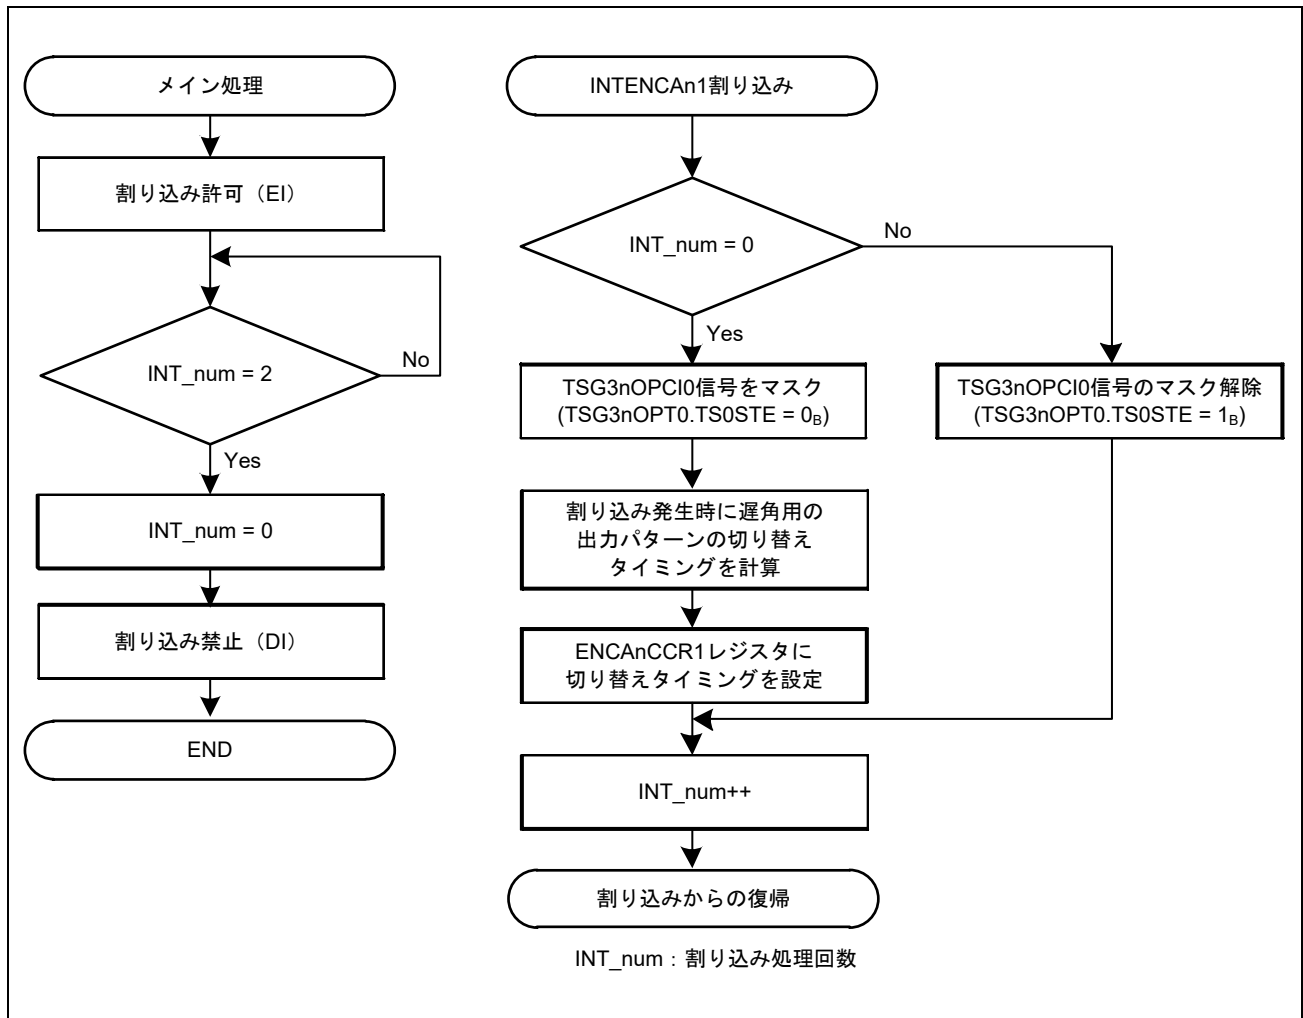 メイン処理
割り込み許可（EI）
INT_num = 2
No
Yes
INT_num = 0
割り込み禁止（DI）
END
INTENCAn1割り込み
INT_num = 0
No
Yes
TSG3nOPCI0信号をマスク
(TSG3nOPT0.TS0STE = 0B)
TSG3nOPCI0信号のマスク解除
(TSG3nOPT0.TS0STE = 1B)
割り込み発生時に遅角用の
出力パターンの切り替え
タイミングを計算
ENCAnCCR1レジスタに
切り替えタイミングを設定
INT_num++
割り込みからの復帰
INT_num：割り込み処理回数